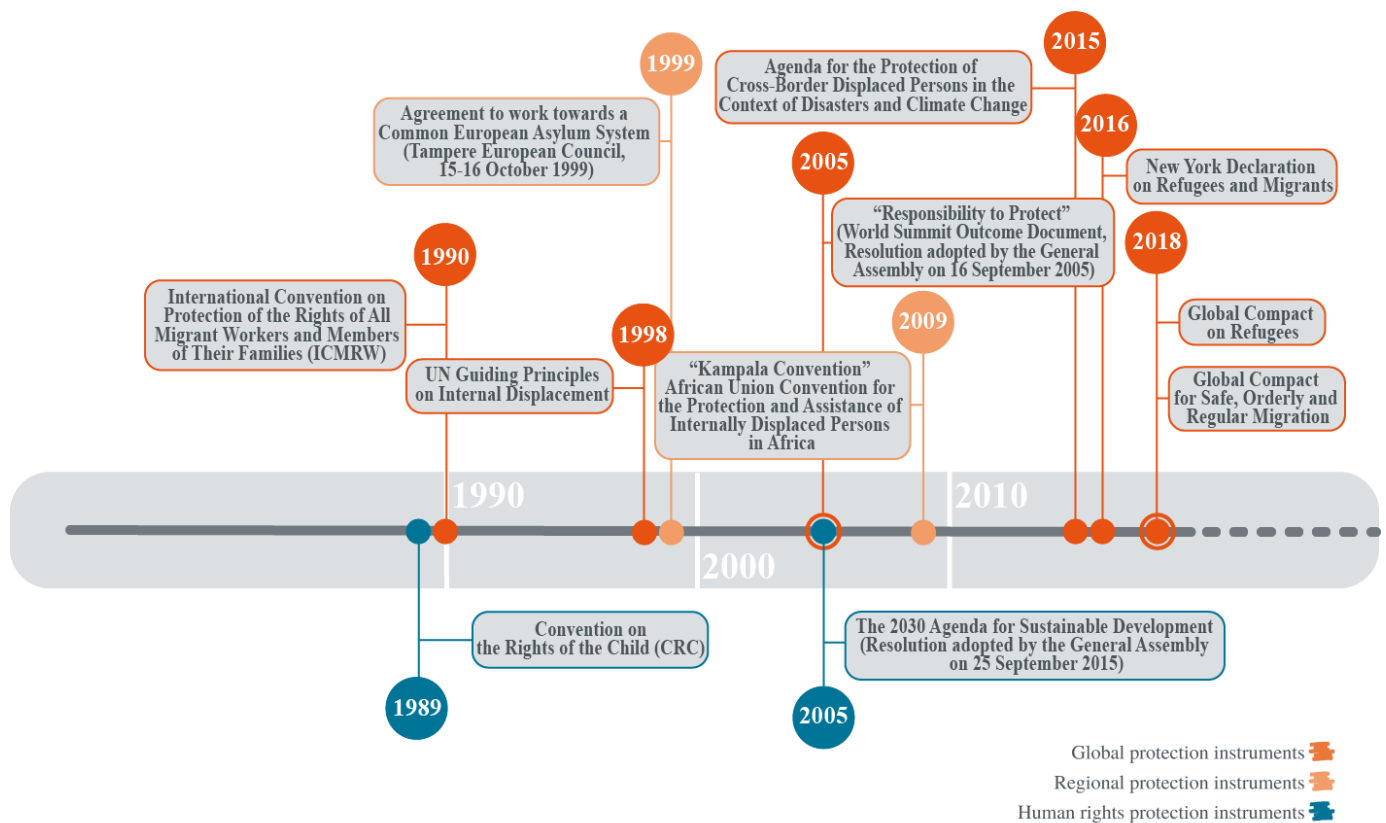 2015
Agenda for the Protection of
Cross-Border Displaced Persons in the
Context of Disasters and Climate Change
1999
Agreement to work towards a
Common European Asylum System
(Tampere European Council,
15-16 October 1999)
2016
New York Declaration
on Refugees and Migrants
2005
“Responsibility to Protect”
(World Summit Outcome Document,
Resolution adopted by the General
Assembly on 16 September 2005)
2018
Global Compact
on Refugees
Global Compact
for Safe, Orderly and
Regular Migration
1990
International Convention on
Protection of the Rights of All
Migrant Workers and Members
of Their Families (ICMRW)
1998
UN Guiding Principles
on Internal Displacement
2009
“Kampala Convention”
African Union Convention for
the Protection and Assistance of
Internally Displaced Persons
in Africa
1990
2000
2010
Convention on
the Rights of the Child (CRC)
1989
The 2030 Agenda for Sustainable Development
(Resolution adopted by the General Assembly
on 25 September 2015)
2005
Global protection instruments
Regional protection instruments
Human rights protection instruments